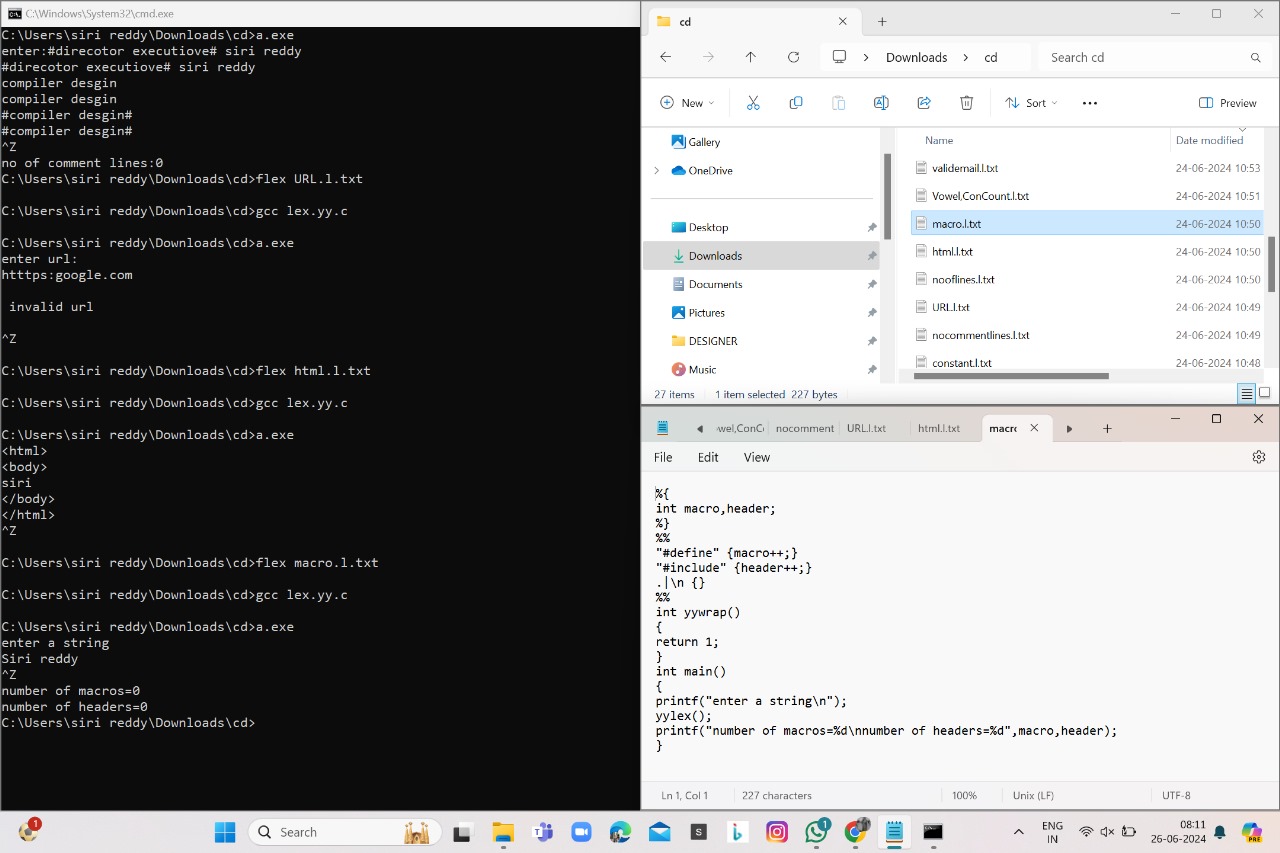 C:\Windows\System32\cmd.exe
C:\Users\siri reddy\Downloads\cd>a.exe
enter:#direcotor executiove# siri reddy
#direcotor executiove# siri reddy
compiler desgin
compiler desgin
#compiler desgin#
#compiler desgin#
^Z
no of comment lines:0
C:\Users\siri reddy\Downloads\cd>flex URL.l.txt
C:\Users\siri reddy\Downloads\cd>gcc lex.yy.c
C:\Users\siri reddy\Downloads\cd>a.exe
enter url:
htttps:google.com
invalid url
^Z
C:\Users\siri reddy\Downloads\cd>flex html.l.txt
C:\Users\siri reddy\Downloads\cd>gcc lex.yy.c
C:\Users\siri reddy\Downloads\cd>a.exe
<html>
<body>
siri
</body>
</html>
^Z
C:\Users\siri reddy\Downloads\cd>flex macro.l.txt
C:\Users\siri reddy\Downloads\cd>gcc lex.yy.c
C:\Users\siri reddy\Downloads\cd>a.exe
enter a string
Siri reddy
^Z
number of macros=0
number of headers=0
C:\Users\siri reddy\Downloads\cd>
cd
Downloads > cd
Search cd
New
Sort
Preview
Gallery
OneDrive
Desktop
Downloads
Documents
Pictures
DESIGNER
Music
Name Date modified
validemail.l.txt 24-06-2024 10:53
Vowel,ConCount.l.txt 24-06-2024 10:51
macro.l.txt 24-06-2024 10:50
html.l.txt 24-06-2024 10:50
nooflines.l.txt 24-06-2024 10:50
URL.l.txt 24-06-2024 10:49
nocommentlines.l.txt 24-06-2024 10:49
constant.l.txt 24-06-2024 10:48
27 items 1 item selected 227 bytes
wel,ConC nocomment URL.l.txt html.l.txt macro
File Edit View
%{
int macro,header;
%}
%%
"#define" {macro++;}
"#include" {header++;}
.|\n {}
%%
int yywrap()
{
return 1;
}
int main()
{
printf("enter a string\n");
yylex();
printf("number of macros=%d\nnumber of headers=%d",macro,header);
}
Ln 1, Col 1 227 characters 100% Unix (LF) UTF-8
1
Search
S
1
ENG
IN
08:11
26-06-2024
PRE